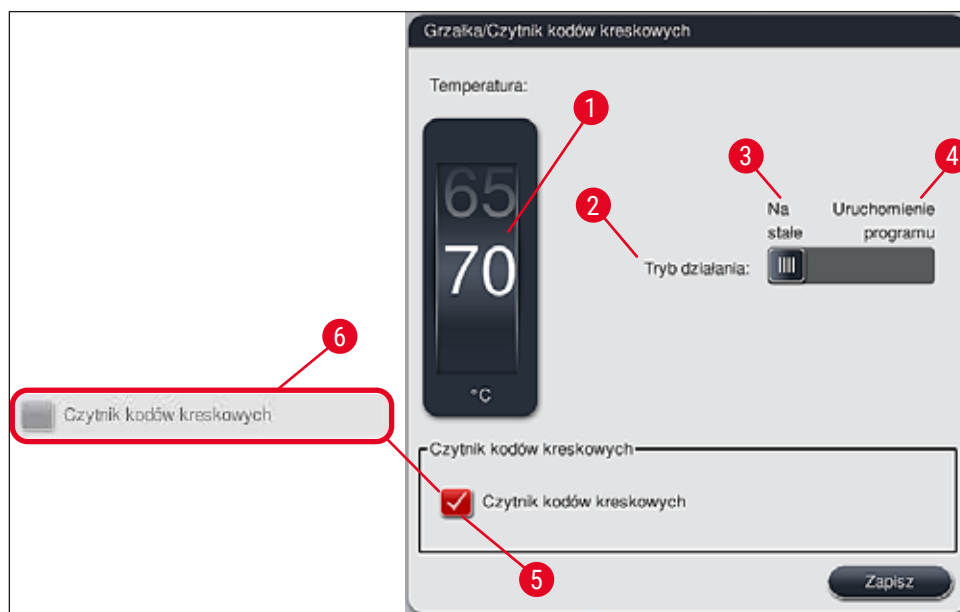 Grzałka/Czytnik kodów kreskowych
Temperatura:
1
3
4
65
2
Na
stałe
Uruchomienie
programu
70
Tryb działania:
6
°C
Czytnik kodów kreskowych
Czytnik kodów kreskowych
Czytnik kodów kreskowych
5
Zapisz